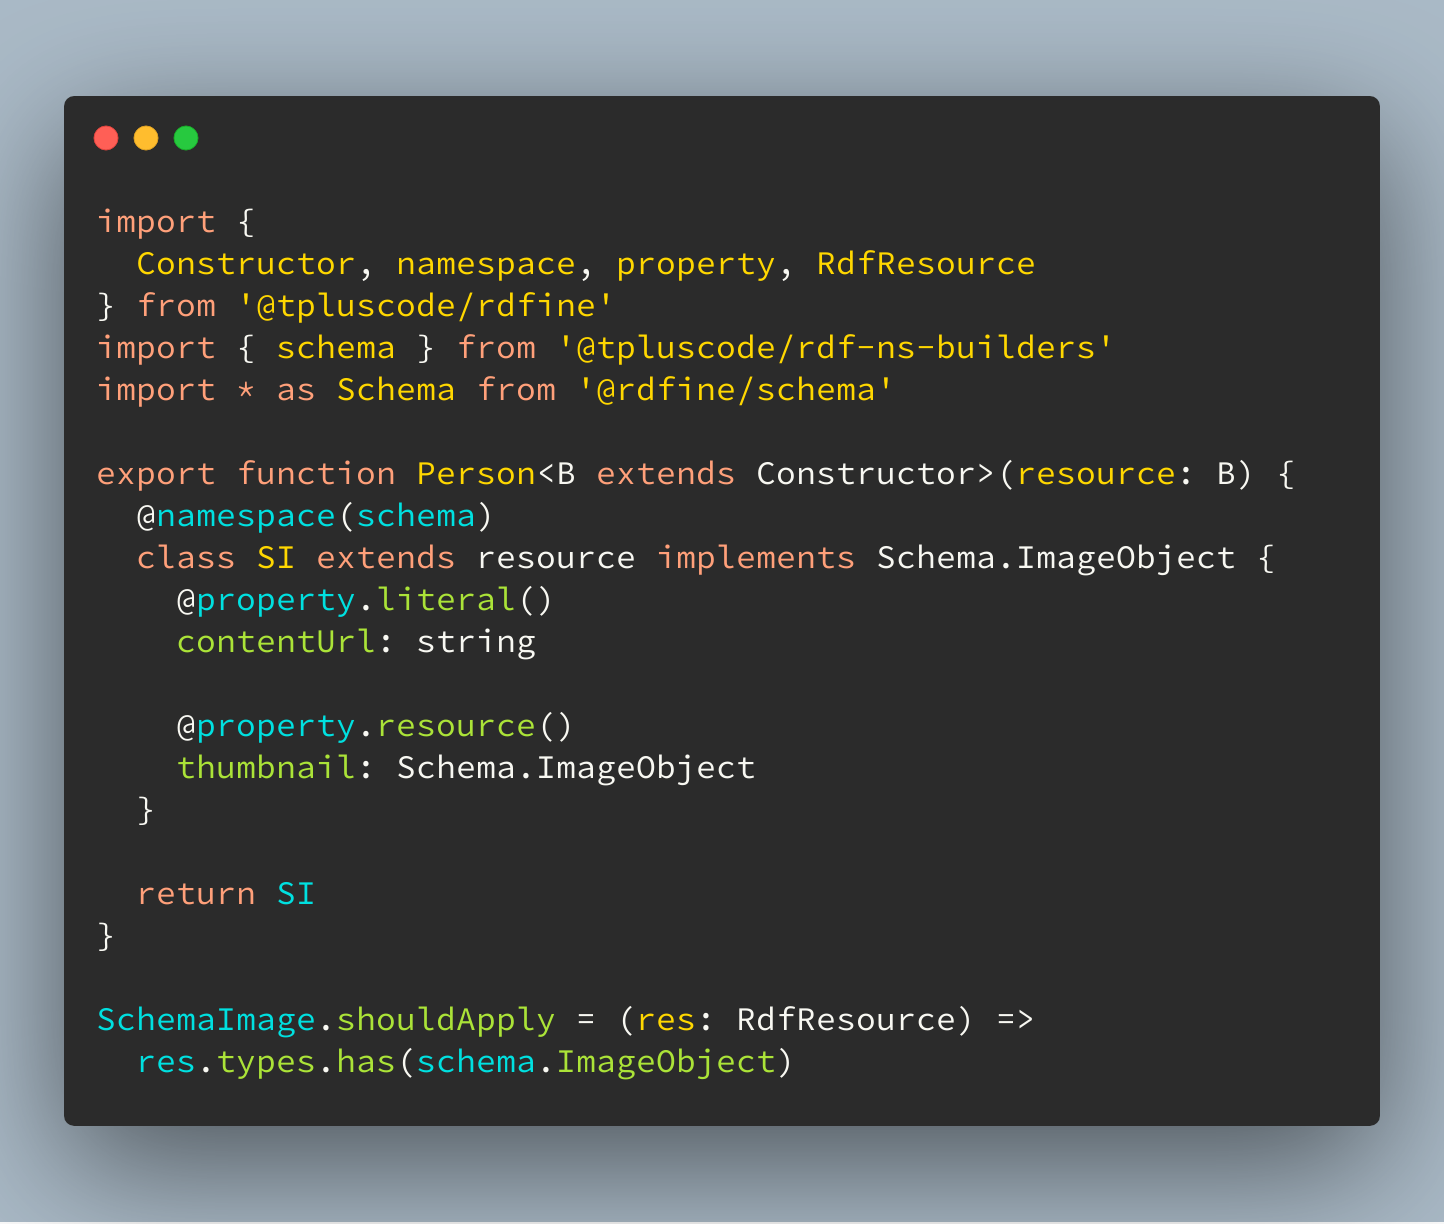 import {
  Constructor, namespace, property, RdfResource
} from '@tpluscode/rdfine'
import { schema } from '@tpluscode/rdf-ns-builders'
import * as Schema from '@rdfine/schema'

export function Person<B extends Constructor>(resource: B) {
  @namespace(schema)
  class SI extends resource implements Schema.ImageObject {
    @property.literal()
    contentUrl: string

    @property.resource()
    thumbnail: Schema.ImageObject
  }

  return SI
}

SchemaImage.shouldApply = (res: RdfResource) =>
  res.types.has(schema.ImageObject)